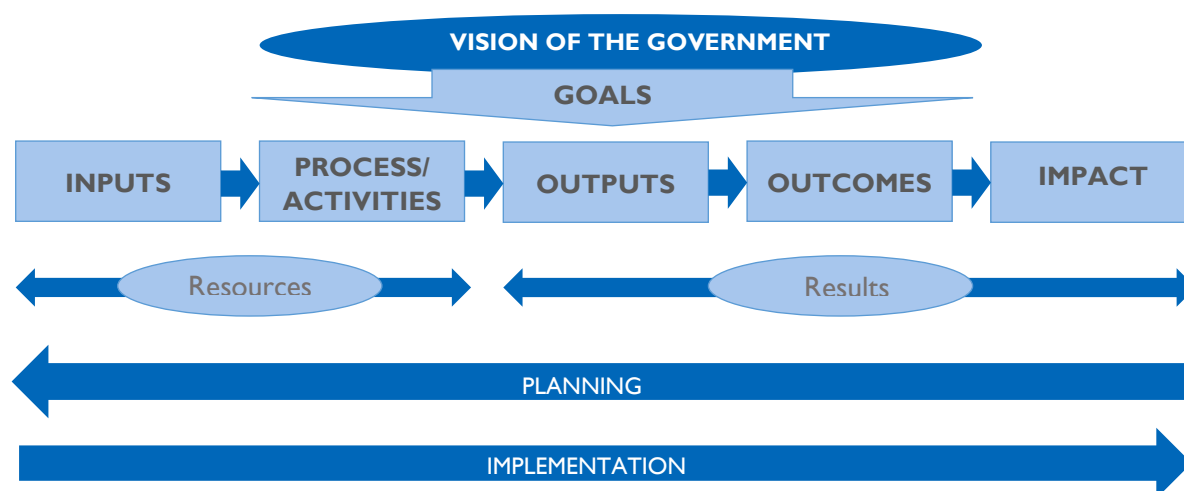 VISION OF THE GOVERNMENT
GOALS
INPUTS
PROCESS/
ACTIVITIES
OUTPUTS
OUTCOMES
IMPACT
Resources
Results
PLANNING
IMPLEMENTATION